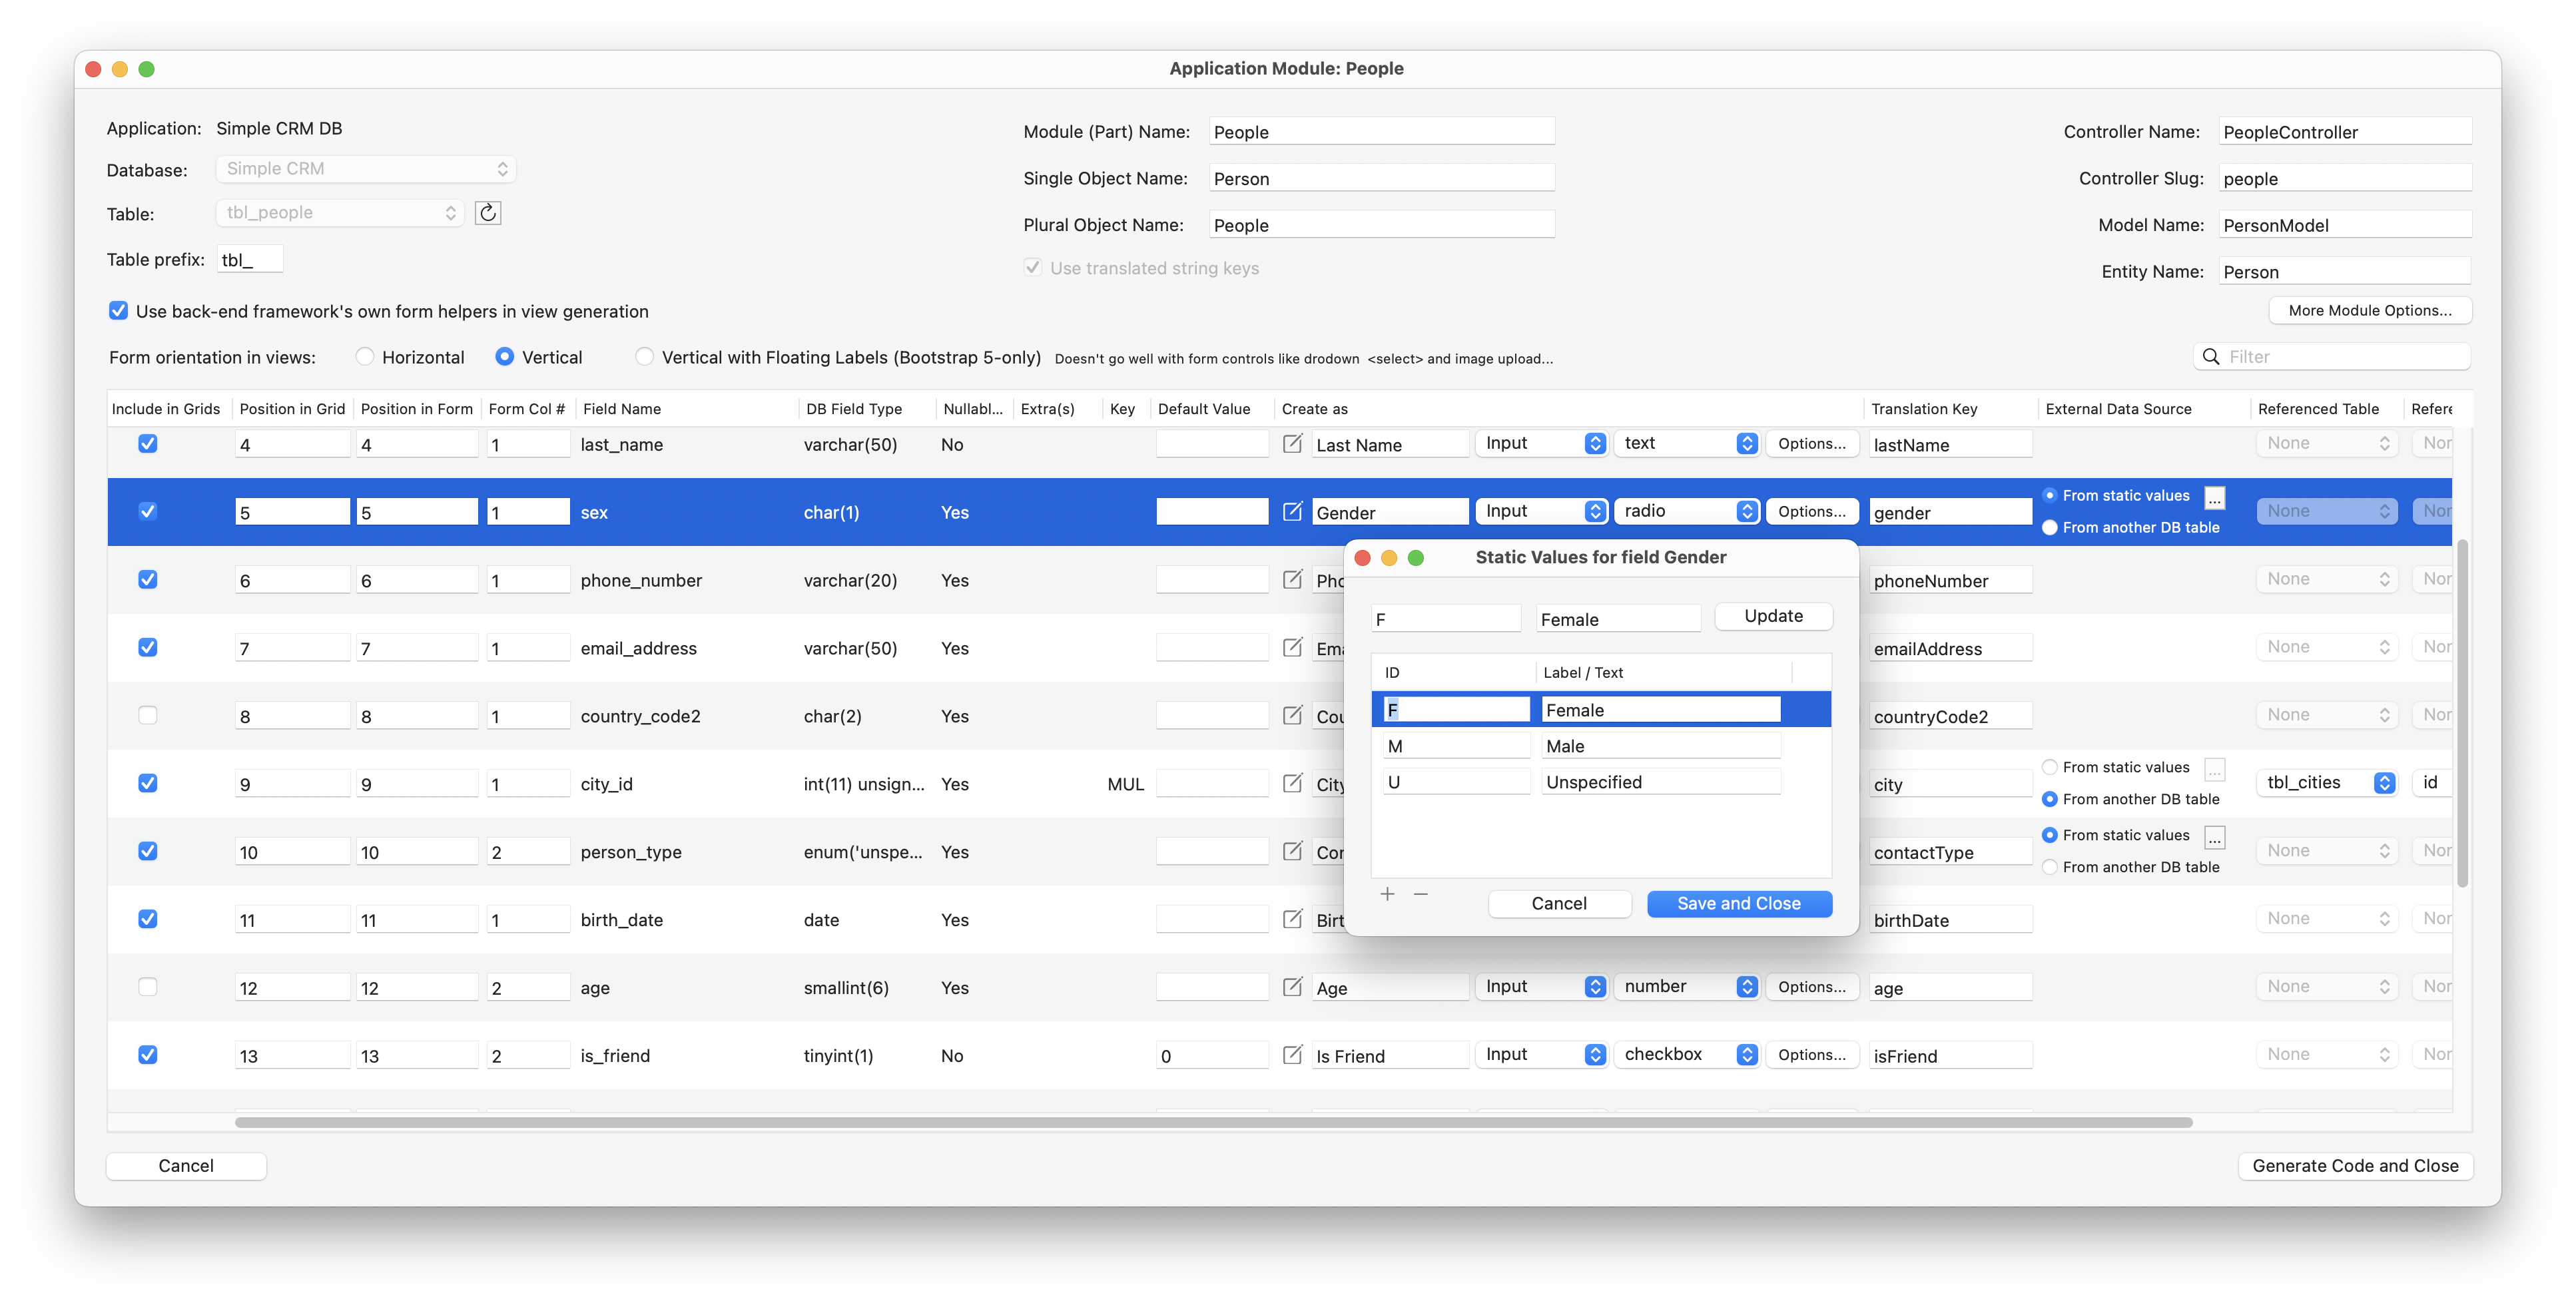 Application Module: People
Application: Simple CRM DB
Module (Part) Name: People
Controller Name: PeopleController
Database: Simple CRM
Single Object Name: Person
Controller Slug: people
Table: tbl_people
Plural Object Name: People
Model Name: PersonModel
Table prefix: tbl_
Use translated string keys
Entity Name: Person
Use back-end framework's own form helpers in view generation
More Module Options...
Form orientation in views: Horizontal Vertical Vertical with Floating Labels (Bootstrap 5-only) Doesn't go well with form controls like drodown <select> and image upload...
Filter
Include in Grids Position in Grid Position in Form Form Col # Field Name DB Field Type Nullabl... Extra(s) Key Default Value Create as Translation Key External Data Source Referenced Table Refere
4 4 1 last_name varchar(50) No Last Name Input text Options... lastName None Nor
5 5 1 sex char(1) Yes Gender Input radio Options... gender From static values ... None Nor
From another DB table
6 6 1 phone_number varchar(20) Yes Pho phoneNumber None Nor
7 7 1 email_address varchar(50) Yes Ema emailAddress None Nor
8 8 1 country_code2 char(2) Yes Cou countryCode2 None Nor
9 9 1 city_id int(11) unsign... Yes MUL City city From static values ... tbl_cities id
From another DB table
10 10 2 person_type enum('unspe... Yes Con contactType From static values ... None Nor
From another DB table
11 11 1 birth_date date Yes Birt birthDate None Nor
12 12 2 age smallint(6) Yes Age Input number Options... age None Nor
13 13 2 is_friend tinyint(1) No 0 Is Friend Input checkbox Options... isFriend None Nor
Static Values for field Gender
F Female Update
ID Label / Text
F Female
M Male
U Unspecified
+ −
Cancel Save and Close
Cancel
Generate Code and Close